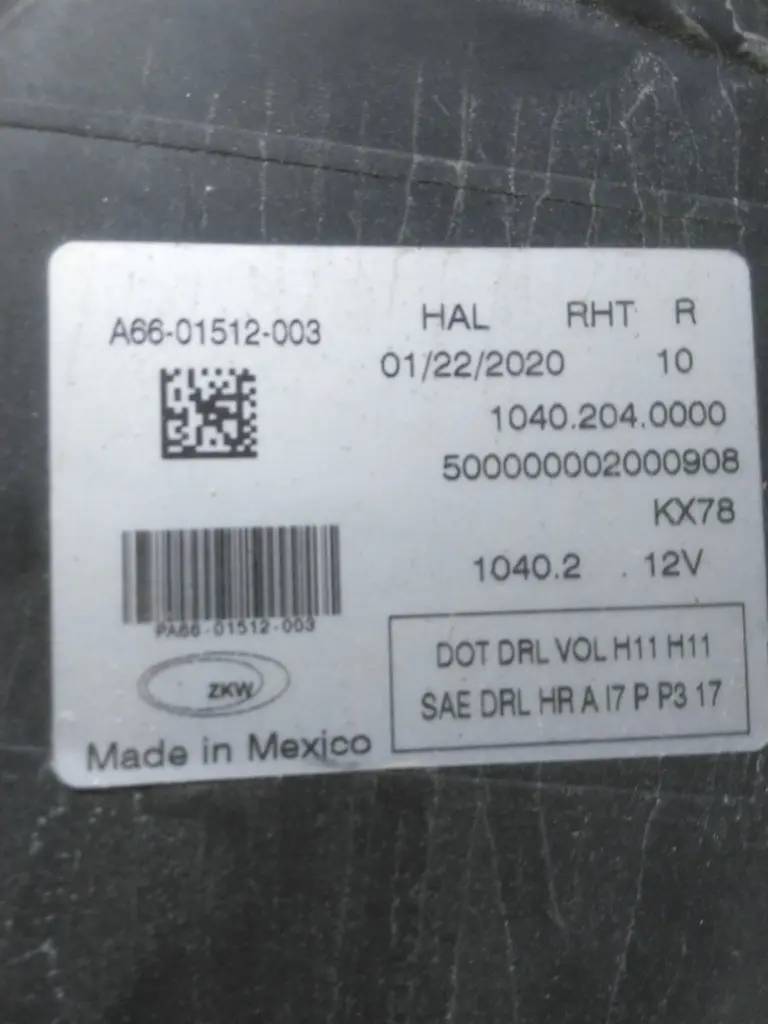 A66-01512-003
HAL RHT R
01/22/2020 10
1040.204.0000
500000002000908
KX78
1040.2 . 12V
PA66-01512-003
ZKW
Made in Mexico
DOT DRL VOL H11 H11
SAE DRL HR A I7 P P3 17